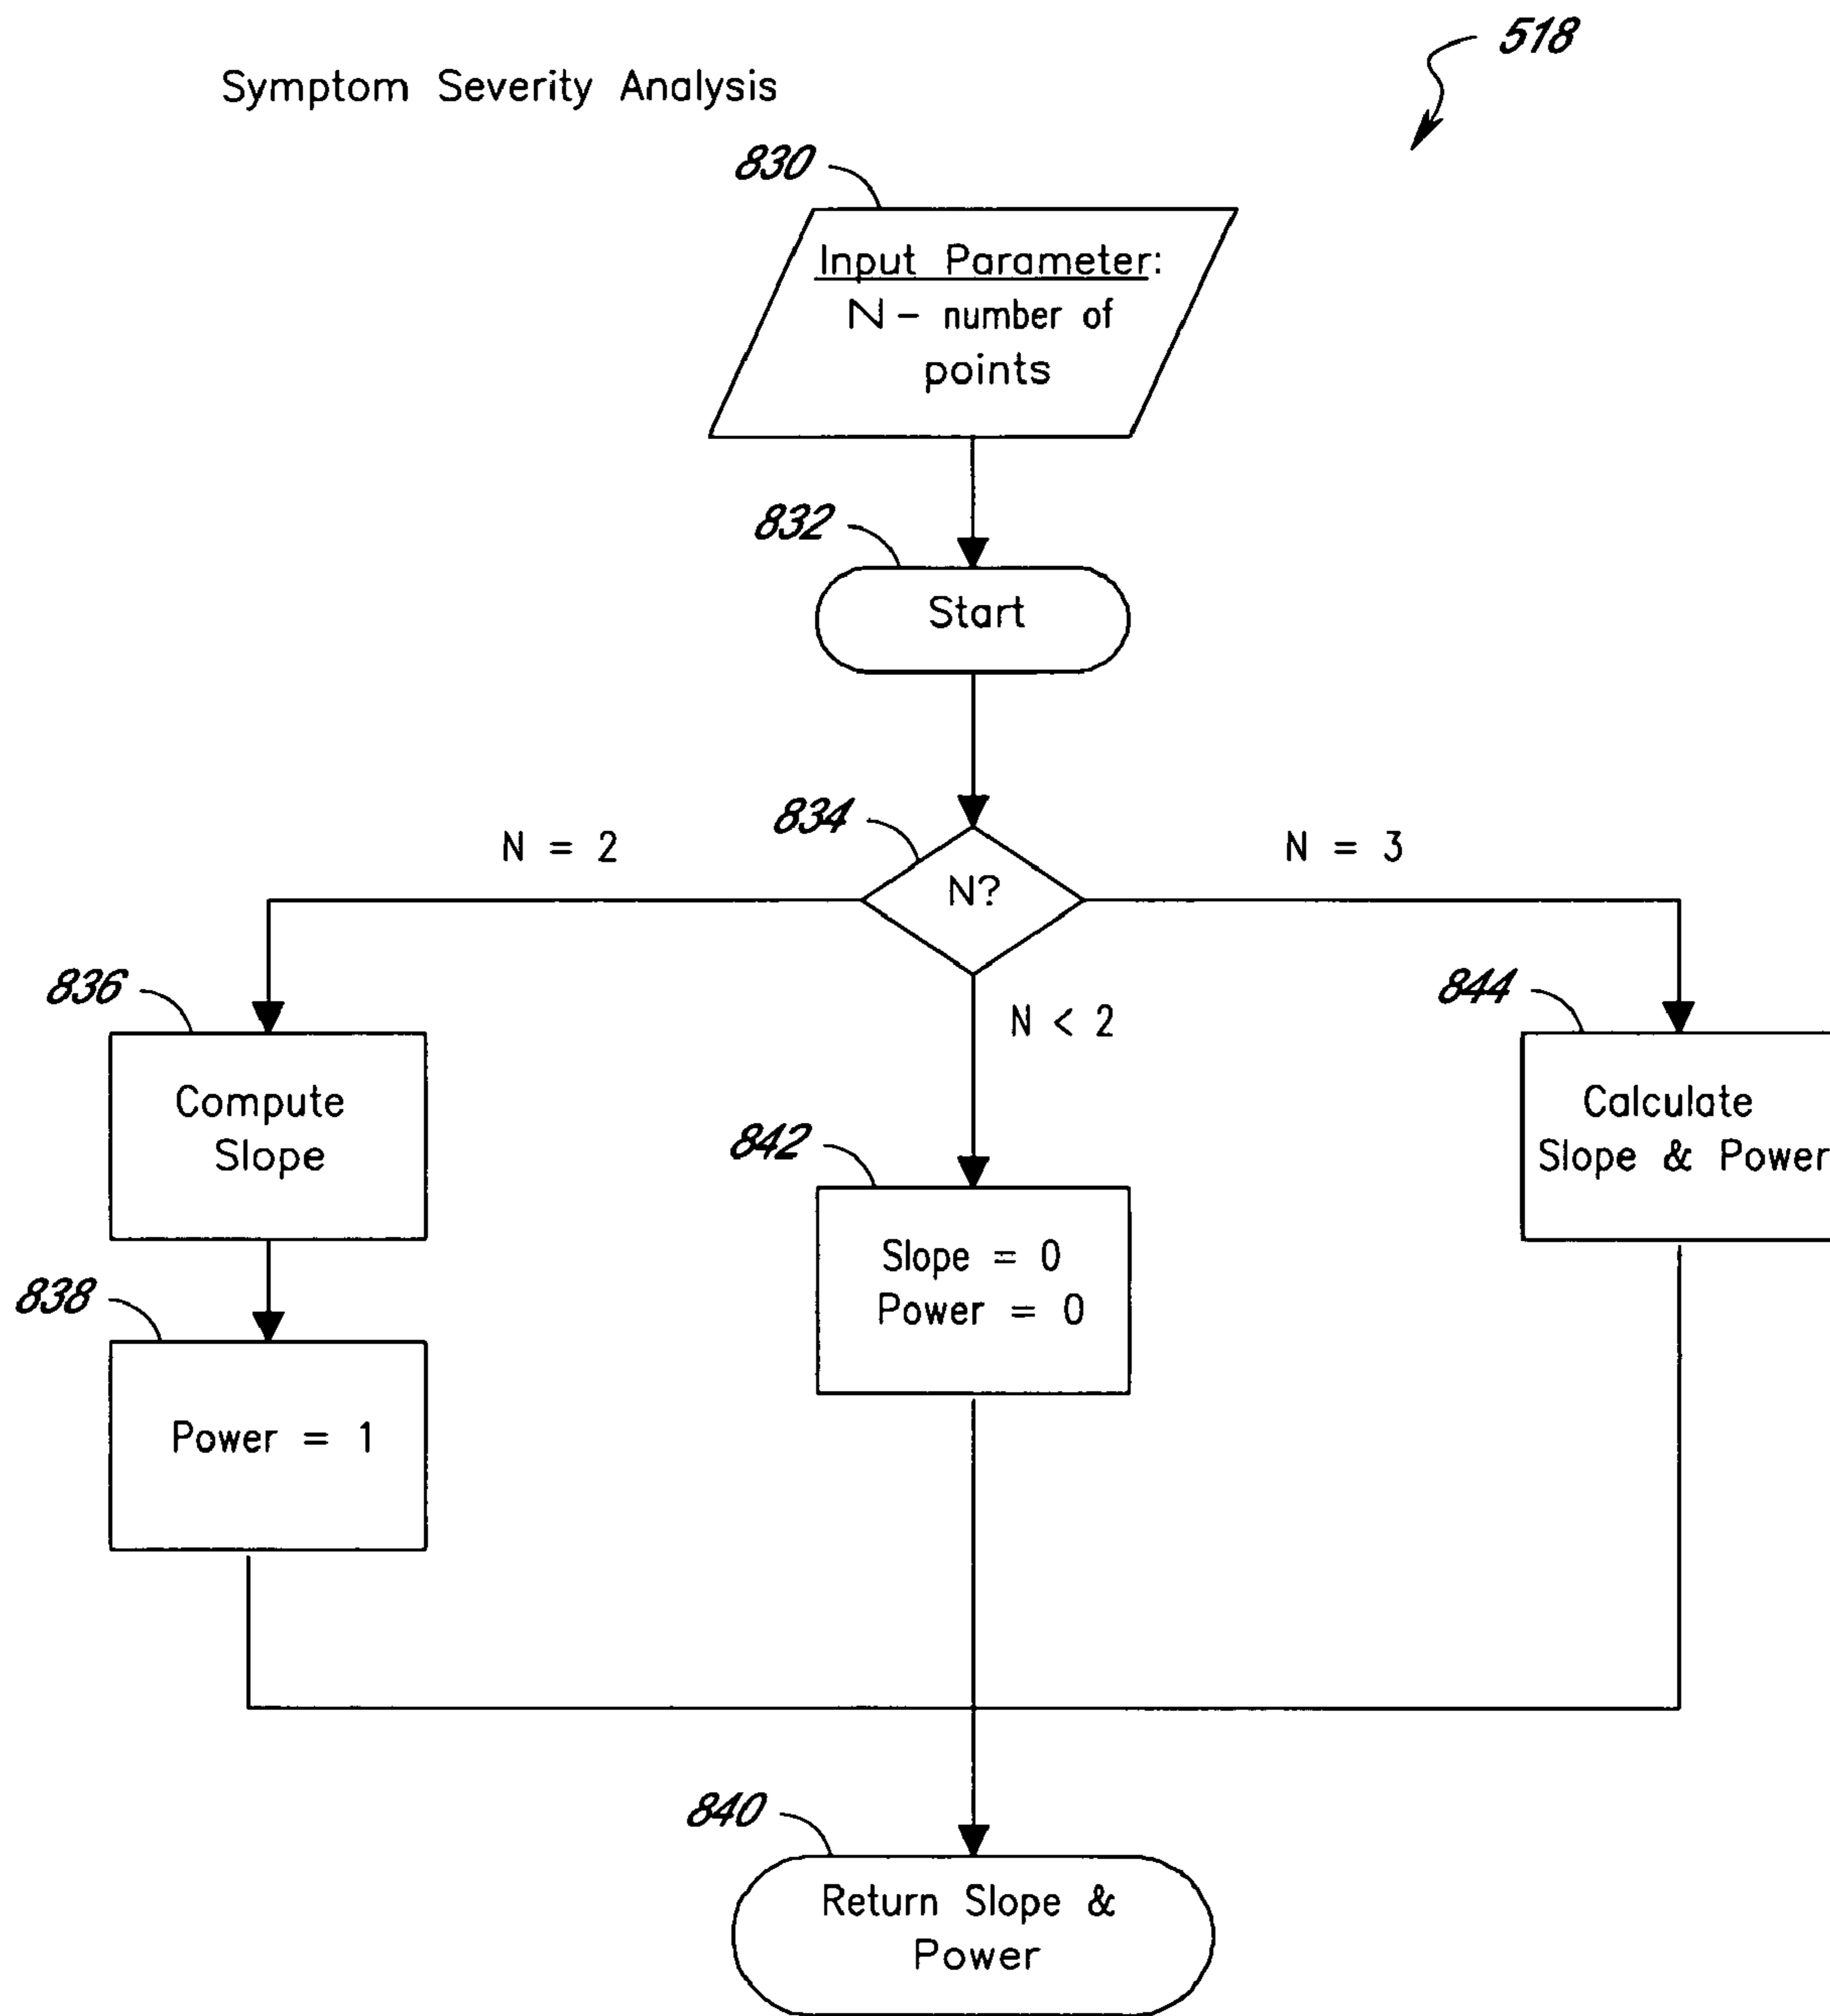 518
Symptom Severity Analysis
830
Input Parameter:
N - number of
points
832
Start
834
N = 2
N?
N = 3
836
N < 2
844
Compute
Slope
842
Calculate
Slope & Power
838
Slope = 0
Power = 0
Power = 1
840
Return Slope &
Power